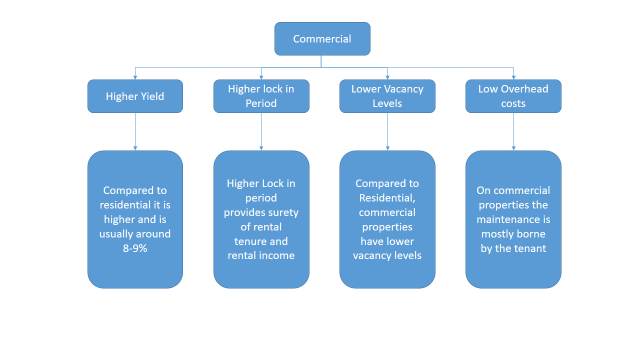 Commercial
Higher Yield
Higher lock in
Period
Lower Vacancy
Levels
Low Overhead
costs
Compared to
residential it is
higher and is
usually around
8-9%
Higher Lock in
period
provides surety
of rental
tenure and
rental income
Compared to
Residential,
commercial
properties
have lower
vacancy levels
On commercial
properties the
maintenance is
mostly borne
by the tenant